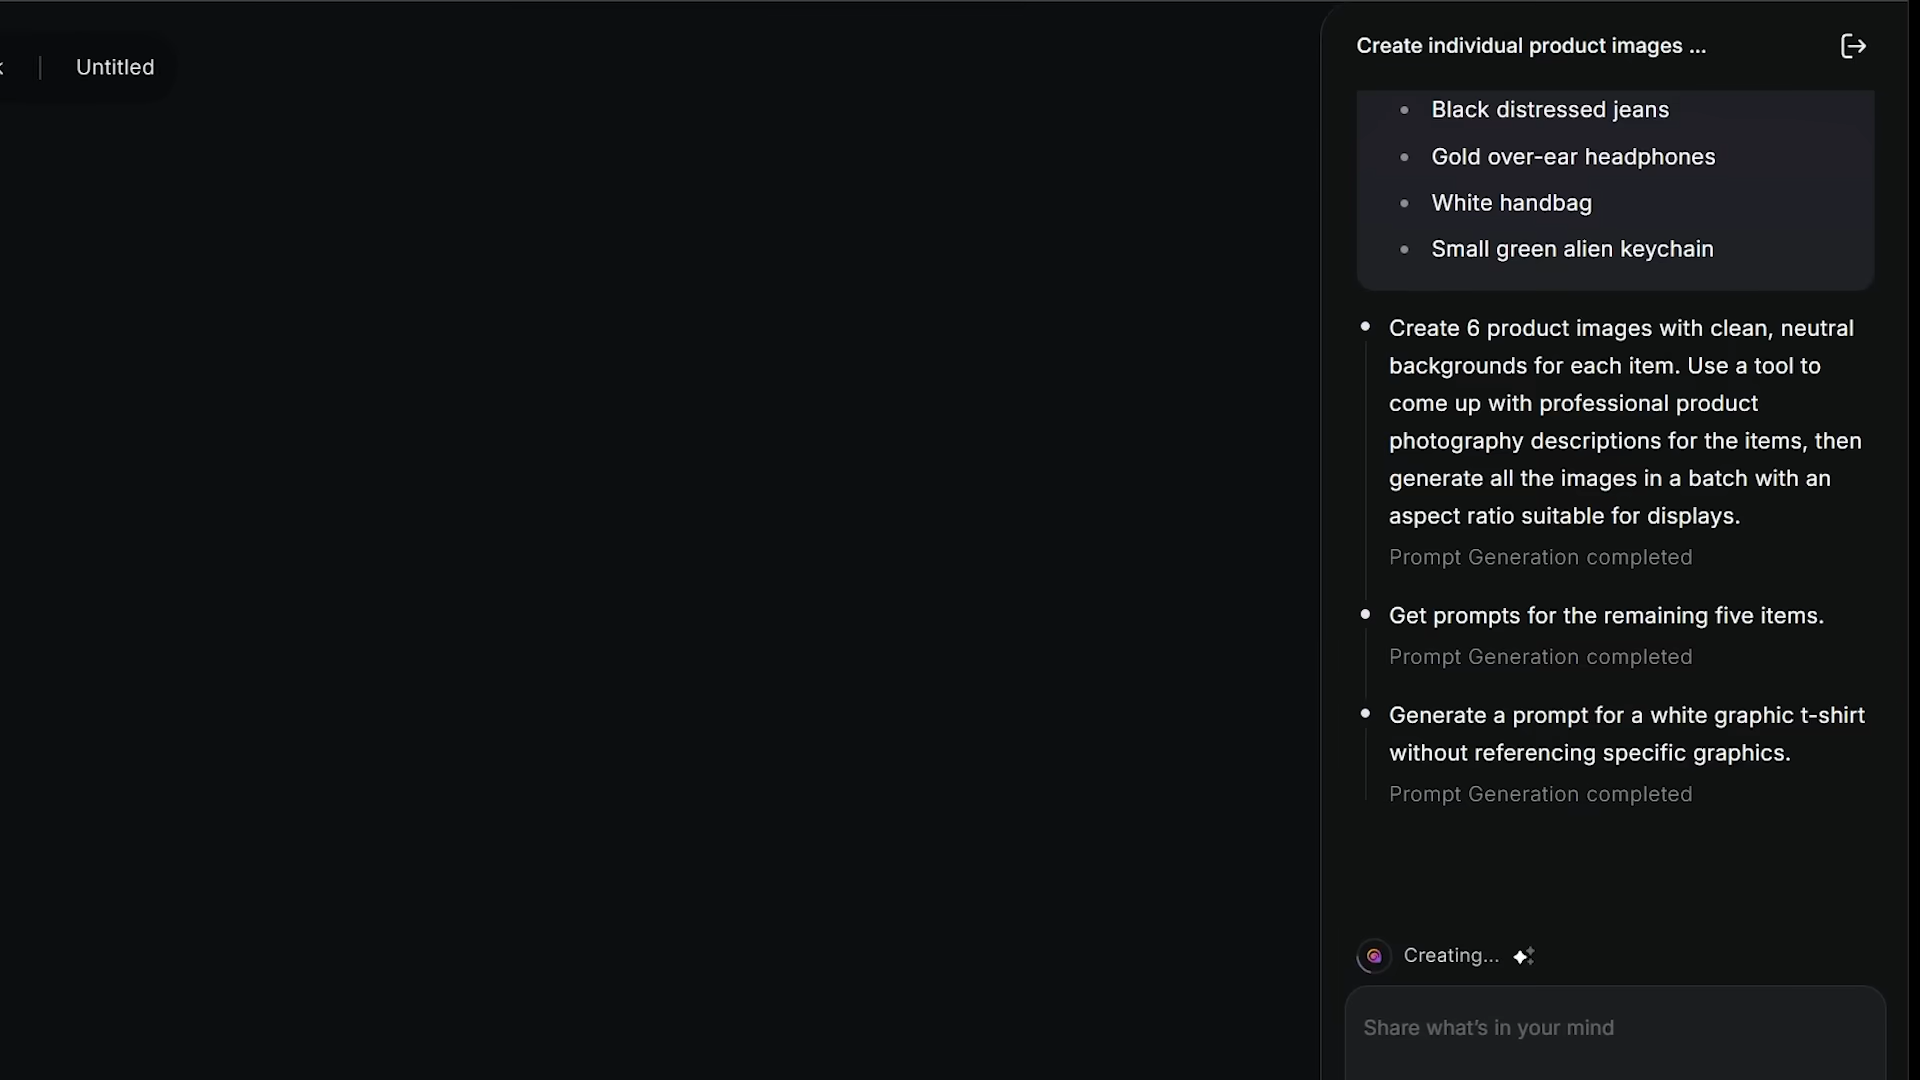 Untitled
Create individual product images ...
Black distressed jeans
Gold over-ear headphones
White handbag
Small green alien keychain
Create 6 product images with clean, neutral
backgrounds for each item. Use a tool to
come up with professional product
photography descriptions for the items, then
generate all the images in a batch with an
aspect ratio suitable for displays.
Prompt Generation completed
Get prompts for the remaining five items.
Prompt Generation completed
Generate a prompt for a white graphic t-shirt
without referencing specific graphics.
Prompt Generation completed
Creating...
Share what's in your mind